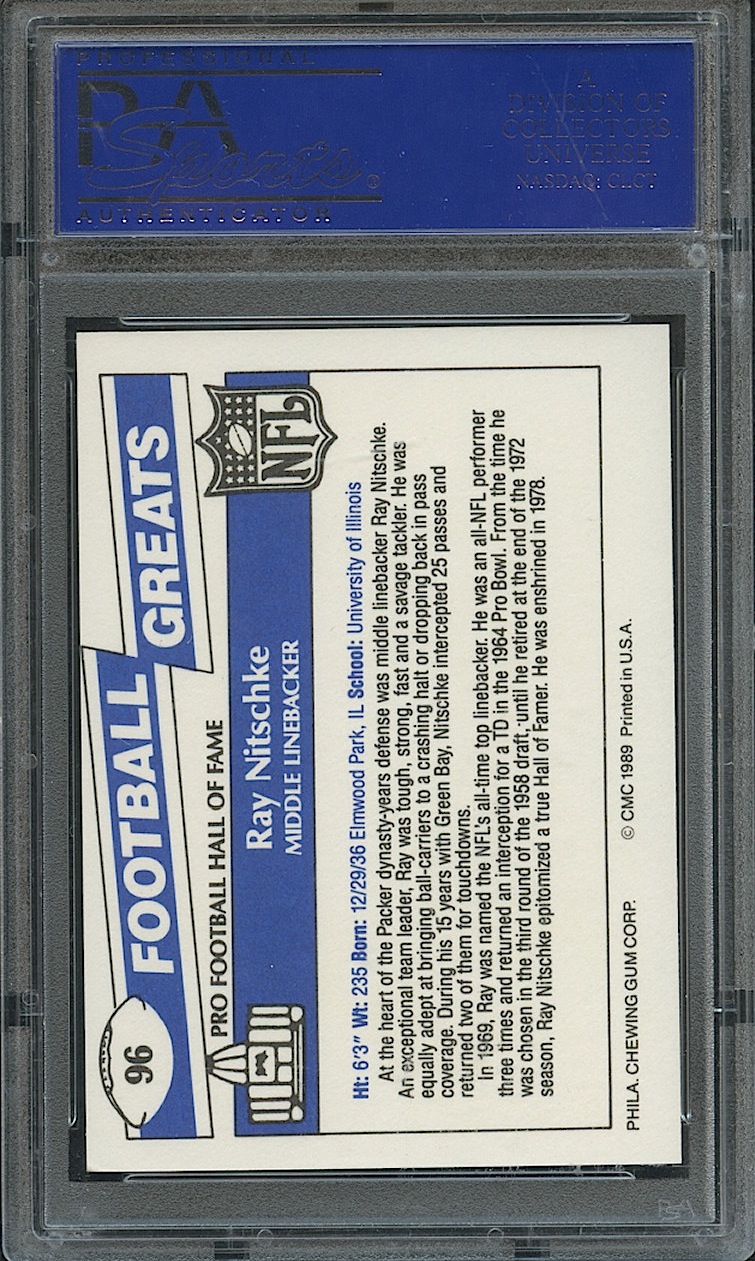 PROFESSIONAL
PSA
Sports
AUTHENTICATOR
A
DIVISION OF
COLLECTORS
UNIVERSE
NASDAQ: CLCT
96
FOOTBALL
GREATS
PRO FOOTBALL HALL OF FAME
NFL
Ray Nitschke
MIDDLE LINEBACKER
Ht: 6'3" Wt: 235 Born: 12/29/36 Elmwood Park, IL School: University of Illinois
At the heart of the Packer dynasty-years defense was middle linebacker Ray Nitschke.
An exceptional team leader, Ray was tough, strong, fast and a savage tackler. He was
equally adept at bringing ball-carriers to a crashing halt or dropping back in pass
coverage. During his 15 years with Green Bay, Nitschke intercepted 25 passes and
returned two of them for touchdowns.
In 1969, Ray was named the NFL's all-time top linebacker. He was an all-NFL performer
three times and returned an interception for a TD in the 1964 Pro Bowl. From the time he
was chosen in the third round of the 1958 draft, until he retired at the end of the 1972
season, Ray Nitschke epitomized a true Hall of Famer. He was enshrined in 1978.
PHILA. CHEWING GUM CORP. © CMC 1989 Printed in U.S.A.
PSA